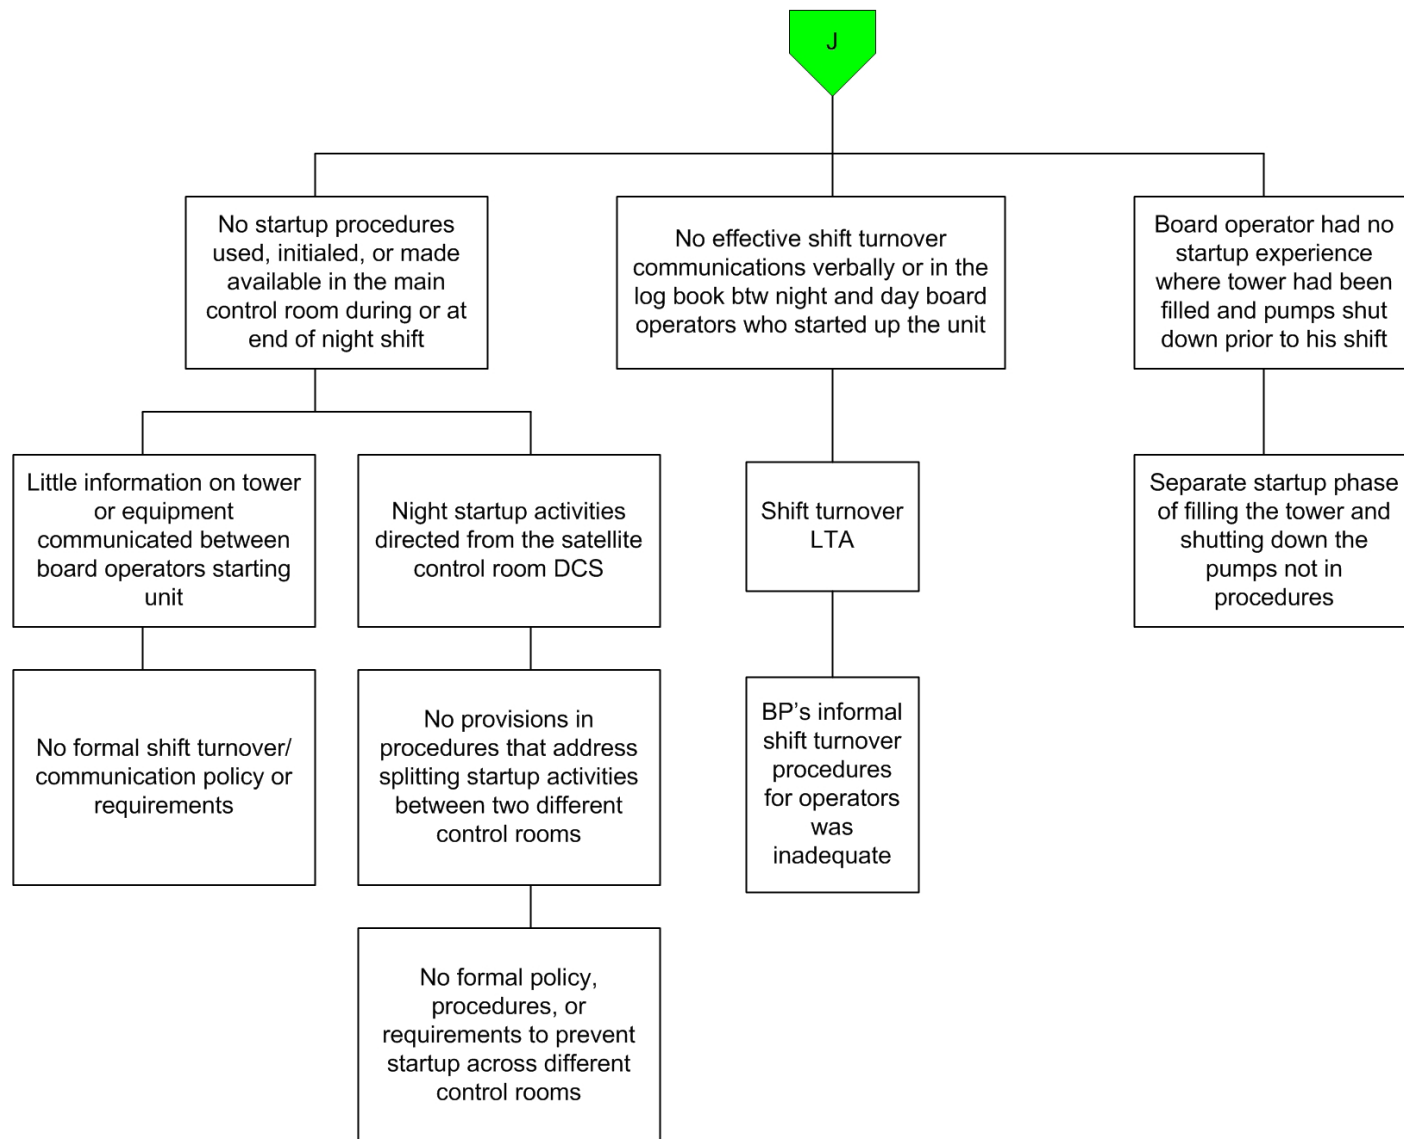 J
No startup procedures
used, initialed, or made
available in the main
control room during or at
end of night shift
No effective shift turnover
communications verbally or in the
log book btw night and day board
operators who started up the unit
Board operator had no
startup experience
where tower had been
filled and pumps shut
down prior to his shift
Little information on tower
or equipment
communicated between
board operators starting
unit
Night startup activities
directed from the satellite
control room DCS
Shift turnover
LTA
Separate startup phase
of filling the tower and
shutting down the
pumps not in
procedures
No formal shift turnover/
communication policy or
requirements
No provisions in
procedures that address
splitting startup activities
between two different
control rooms
BP’s informal
shift turnover
procedures
for operators
was
inadequate
No formal policy,
procedures, or
requirements to prevent
startup across different
control rooms